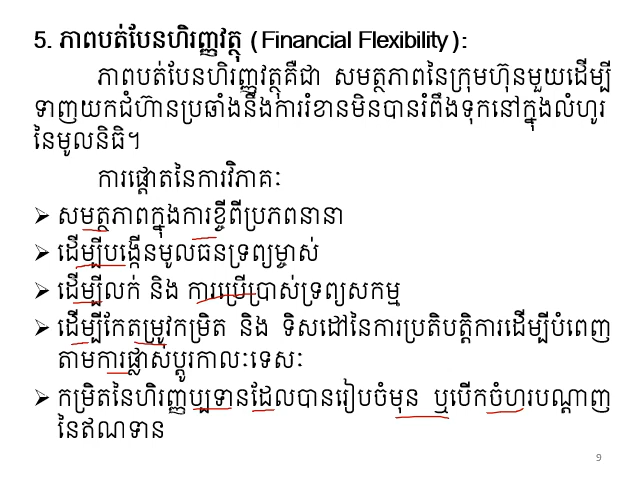 5. ភាពបត់បែនហិរញ្ញវត្ថុ (Financial Flexibility):
ភាពបត់បែនហិរញ្ញវត្ថុគឺជា សមត្ថភាពនៃក្រុមហ៊ុនមួយដើម្បី
ទាញយកជំហ៊ានប្រឆាំងនឹងការរំខានមិនបានរំពឹងទុកនៅក្នុងលំហូរ
នៃមូលនិធិ។
ការផ្តោតនៃការវិភាគៈ
➢ សមត្ថភាពក្នុងការខ្ចីពីប្រភពនានា
➢ ដើម្បីបង្កើនមូលធនទ្រព្យម្ចាស់
➢ ដើម្បីលក់ និង ការប្រើប្រាស់ទ្រព្យសកម្ម
➢ ដើម្បីកែតម្រូវកម្រិត និង ទិសដៅនៃការប្រតិបត្តិការដើម្បីបំពេញ
តាមការផ្លាស់ប្តូរកាលៈទេសៈ
➢ កម្រិតនៃហិរញ្ញប្បទានដែលបានរៀបចំមុន ឬបើកចំហរបណ្តាញ
នៃឥណទាន
9